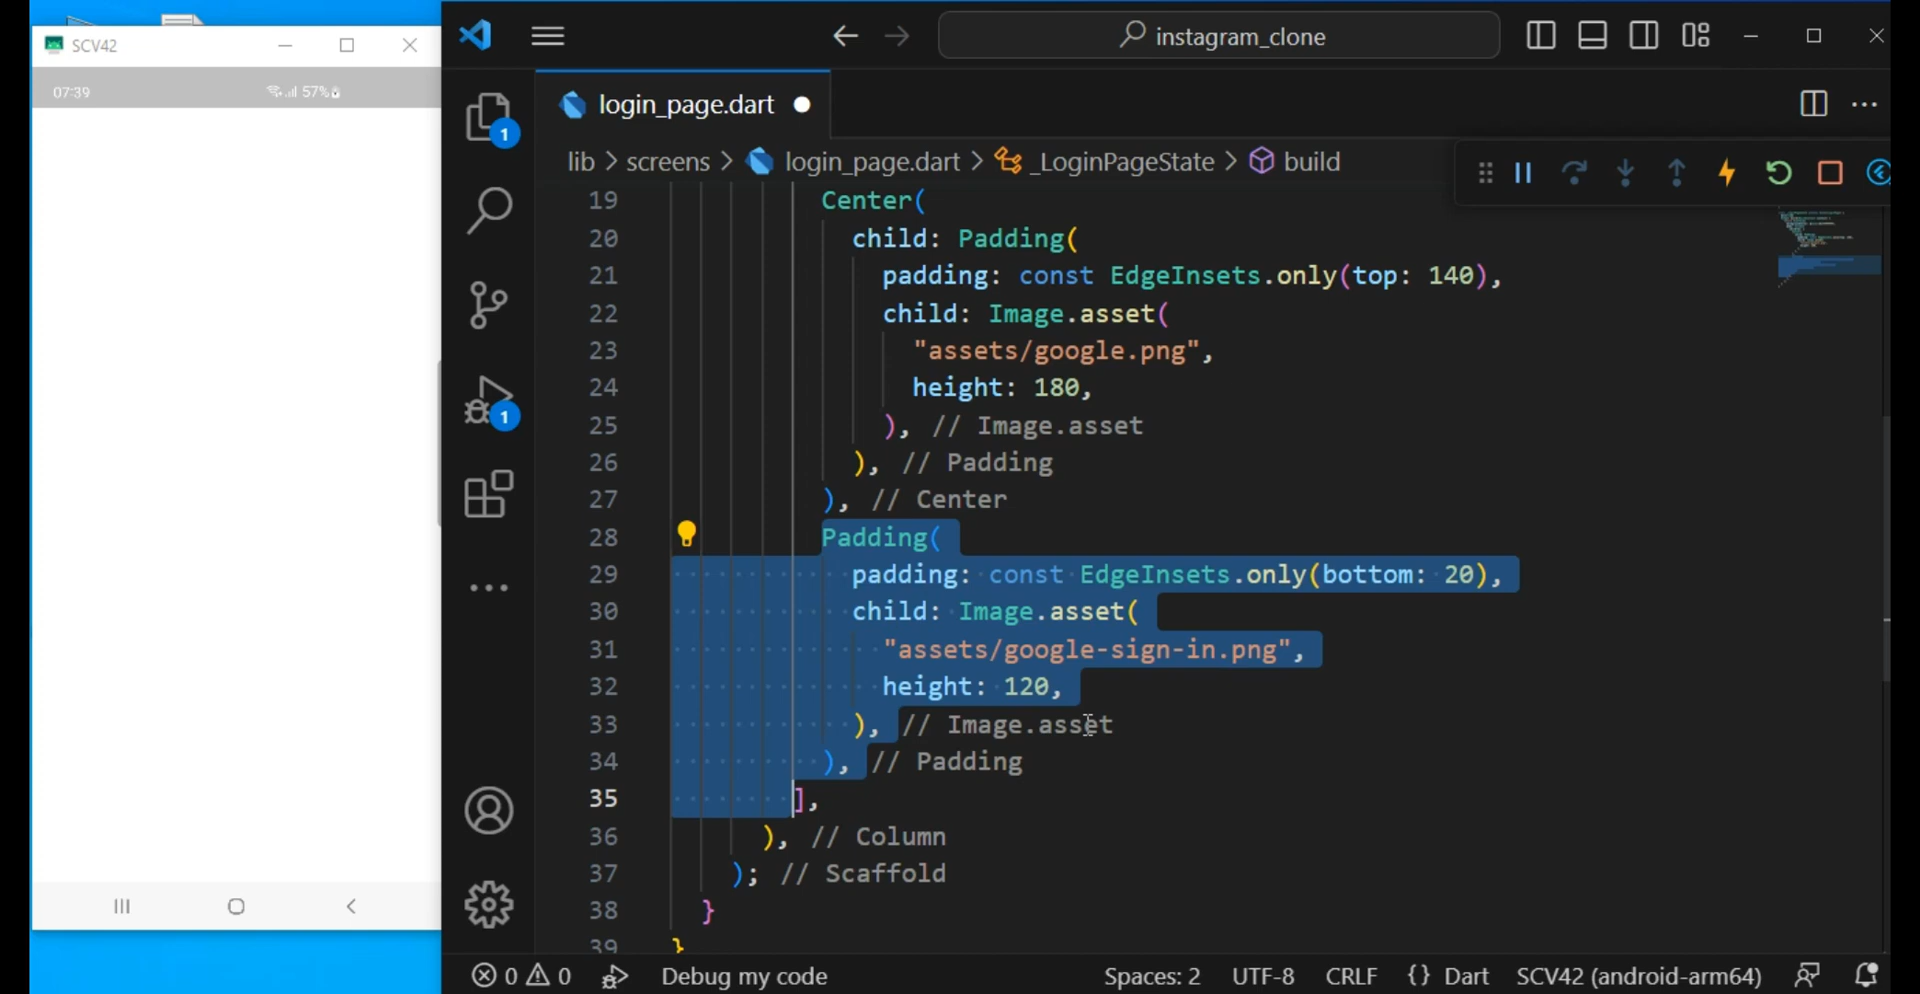 SCV42
07:39
57%
instagram_clone
login_page.dart
lib > screens > login_page.dart > _LoginPageState > build
19 Center(
20 child: Padding(
21 padding: const EdgeInsets.only(top: 140),
22 child: Image.asset(
23 "assets/google.png",
24 height: 180,
25 ), // Image.asset
26 ), // Padding
27 ), // Center
28 Padding(
29 padding: const EdgeInsets.only(bottom: 20),
30 child: Image.asset(
31 "assets/google-sign-in.png",
32 height: 120,
33 ), // Image.asset
34 ), // Padding
35 ],
36 ), // Column
37 ); // Scaffold
38 }
39 }
1
1
0 0 Debug my code Spaces: 2 UTF-8 CRLF {} Dart SCV42 (android-arm64)